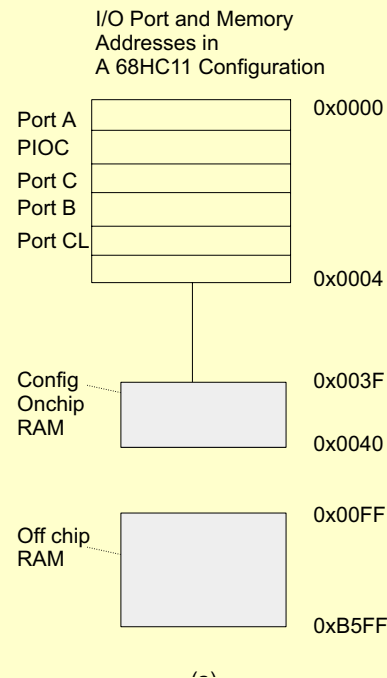 I/O Port and Memory
Addresses in
A 68HC11 Configuration
0x0000
Port A
PIOC
Port C
Port B
Port CL
0x0004
Config
Onchip
RAM
0x003F
0x0040
0x00FF
Off chip
RAM
0xB5FF